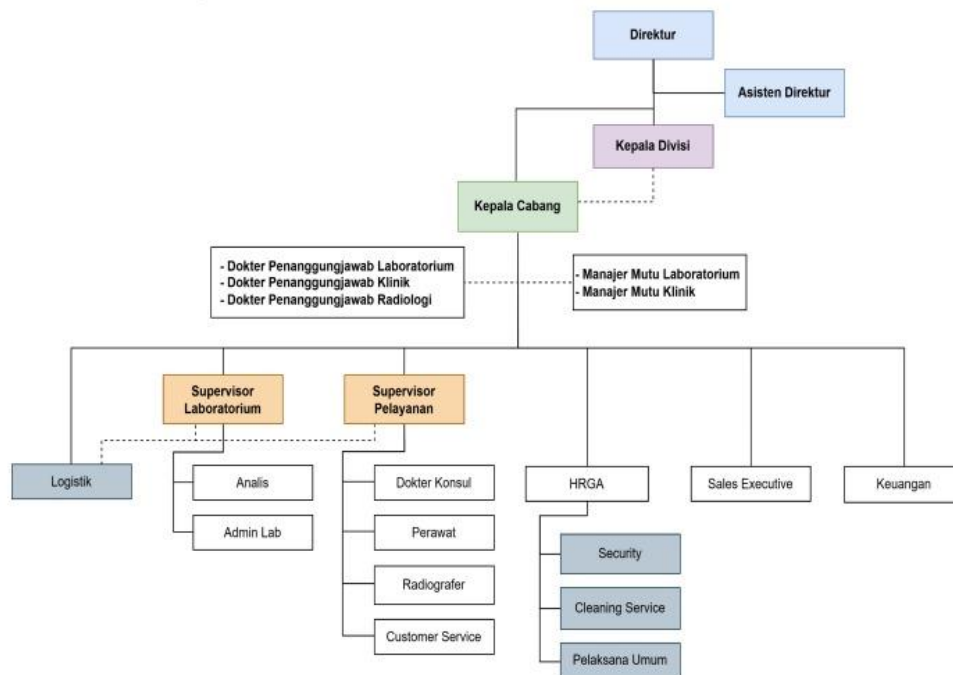 Direktur
Asisten Direktur
Kepala Divisi
Kepala Cabang
- Dokter Penanggungjawab Laboratorium
- Dokter Penanggungjawab Klinik
- Dokter Penanggungjawab Radiologi
- Manajer Mutu Laboratorium
- Manajer Mutu Klinik
Supervisor
Laboratorium
Supervisor
Pelayanan
Logistik
Analis
Dokter Konsul
HRGA
Sales Executive
Keuangan
Admin Lab
Perawat
Security
Radiografer
Cleaning Service
Customer Service
Pelaksana Umum